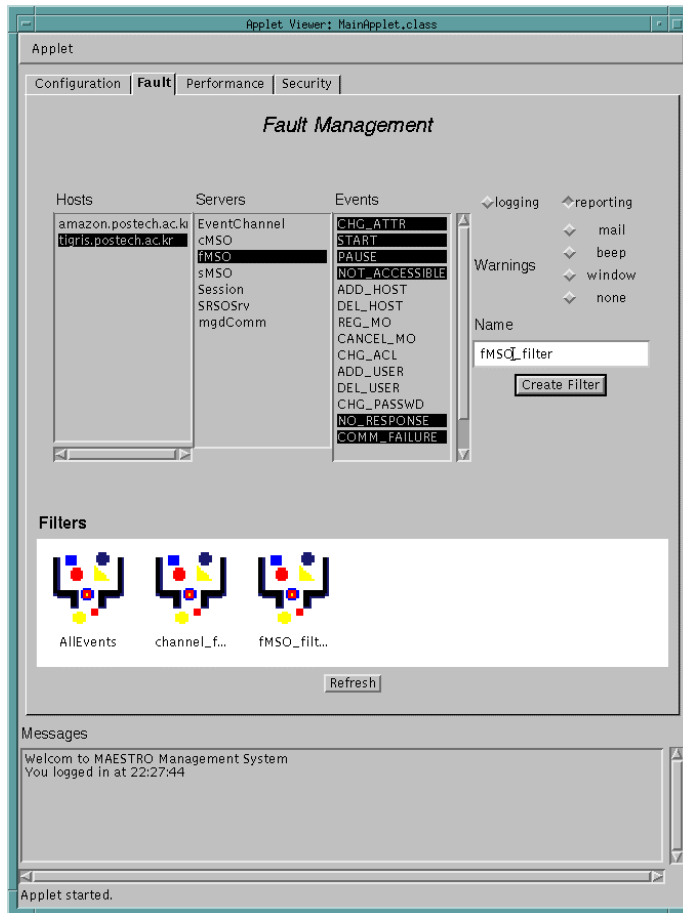 Applet Viewer: MainApplet.class
Applet
Configuration Fault Performance Security
Fault Management
Hosts
amazon.postech.ac.k
tigris.postech.ac.kr
Servers
EventChannel
cMSO
fMSO
sMSO
Session
SRSOSrv
mgdComm
Events
CHG_ATTR
START
PAUSE
NOT_ACCESSIBLE
ADD_HOST
DEL_HOST
REG_MO
CANCEL_MO
CHG_ACL
ADD_USER
DEL_USER
CHG_PASSWD
NO_RESPONSE
COMM_FAILURE
logging reporting
Warnings
mail
beep
window
none
Name
fMSO_filter
Create Filter
Filters
AllEvents channel_f... fMSO_filt...
Refresh
Messages
Welcom to MAESTRO Management System
You logged in at 22:27:44
Applet started.